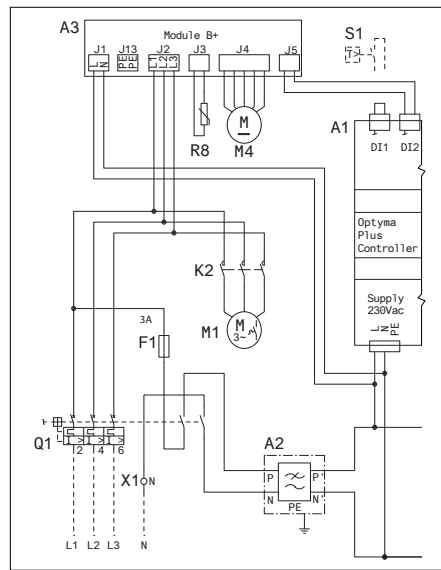 A3
Module B+
J1
J13
J2
J3
J4
J5
L
N
PE
PE
L1
L2
L3
S1
T>
R8
M
M4
A1
DI1
DI2
Optyma
Plus
Controller
Supply
230Vac
L
N
PE
K2
M1
M
3~
3A
F1
Q1
I>
I>
I>
2
4
6
X1
N
A2
P
P'
N
N'
PE
L1
L2
L3
N